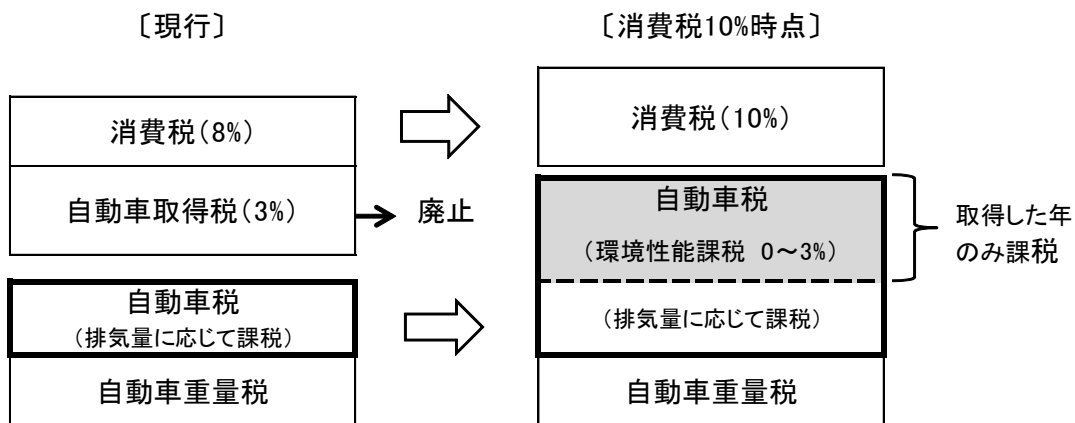 〔現行〕
消費税(8%)
自動車取得税(3%)
廃止
自動車税
(排気量に応じて課税)
自動車重量税
〔消費税10%時点〕
消費税(10%)
自動車税
(環境性能課税 0～3%)
(排気量に応じて課税)
自動車重量税
取得した年
のみ課税